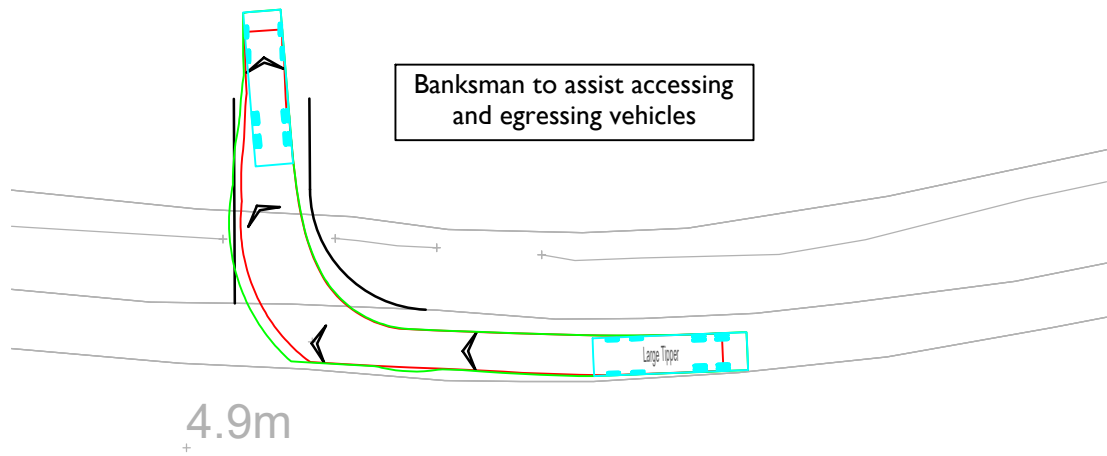 Banksman to assist accessing
and egressing vehicles
Large Tipper
4.9m